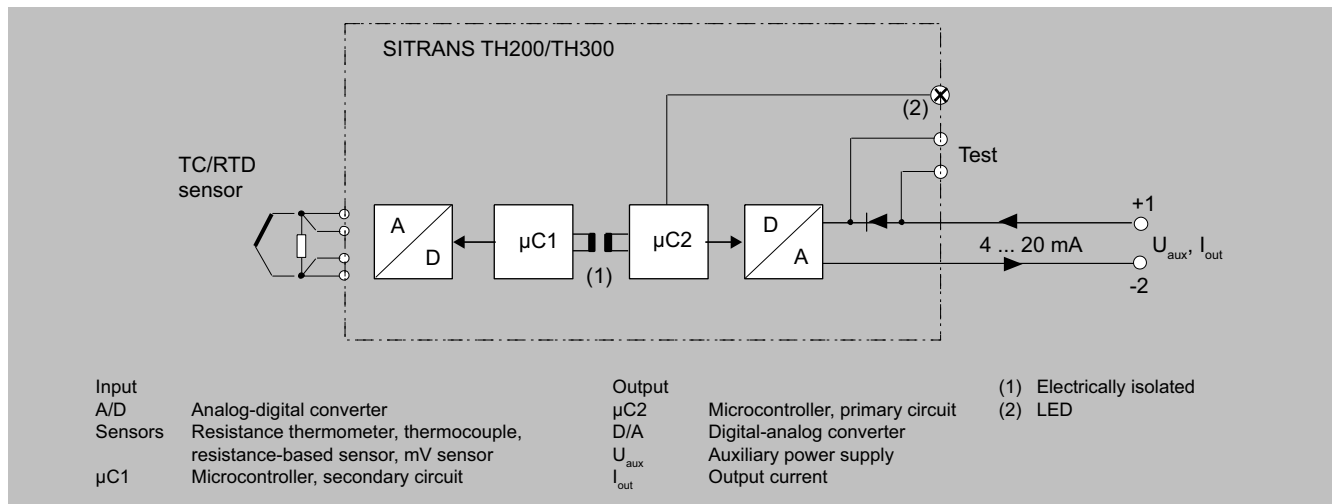 SITRANS TH200/TH300
(2)
Test
TC/RTD
sensor
A
D
µC1
(1)
µC2
D
A
4 ... 20 mA
+1
U_aux, I_out
-2
Input
A/D Analog-digital converter
Sensors Resistance thermometer, thermocouple,
resistance-based sensor, mV sensor
µC1 Microcontroller, secondary circuit
Output
µC2 Microcontroller, primary circuit
D/A Digital-analog converter
U_aux Auxiliary power supply
I_out Output current
(1) Electrically isolated
(2) LED